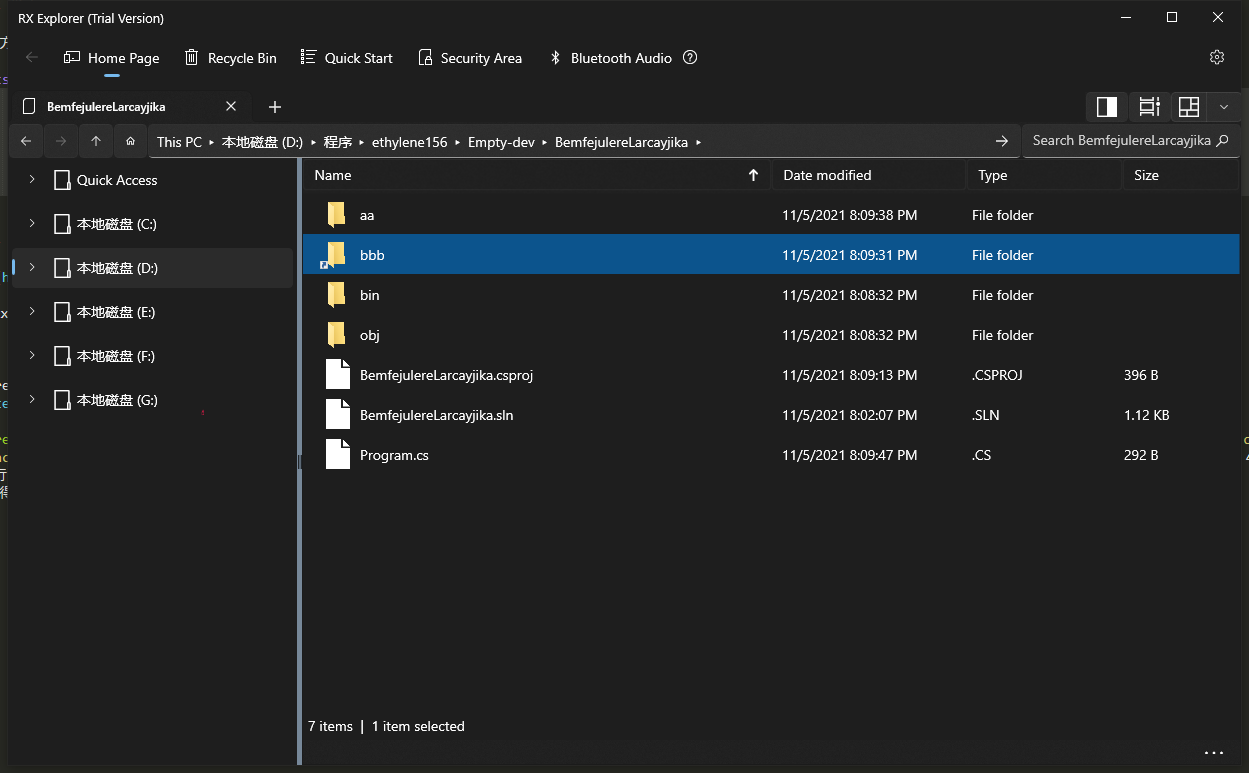 RX Explorer (Trial Version)
Home Page Recycle Bin Quick Start Security Area Bluetooth Audio
BemfejulereLarcayjika
This PC 本地磁盘 (D:) 程序 ethylene156 Empty-dev BemfejulereLarcayjika Search BemfejulereLarcayjika
Quick Access
本地磁盘 (C:)
本地磁盘 (D:)
本地磁盘 (E:)
本地磁盘 (F:)
本地磁盘 (G:)
Name Date modified Type Size
aa 11/5/2021 8:09:38 PM File folder
bbb 11/5/2021 8:09:31 PM File folder
bin 11/5/2021 8:08:32 PM File folder
obj 11/5/2021 8:08:32 PM File folder
BemfejulereLarcayjika.csproj 11/5/2021 8:09:13 PM .CSPROJ 396 B
BemfejulereLarcayjika.sln 11/5/2021 8:02:07 PM .SLN 1.12 KB
Program.cs 11/5/2021 8:09:47 PM .CS 292 B
7 items | 1 item selected